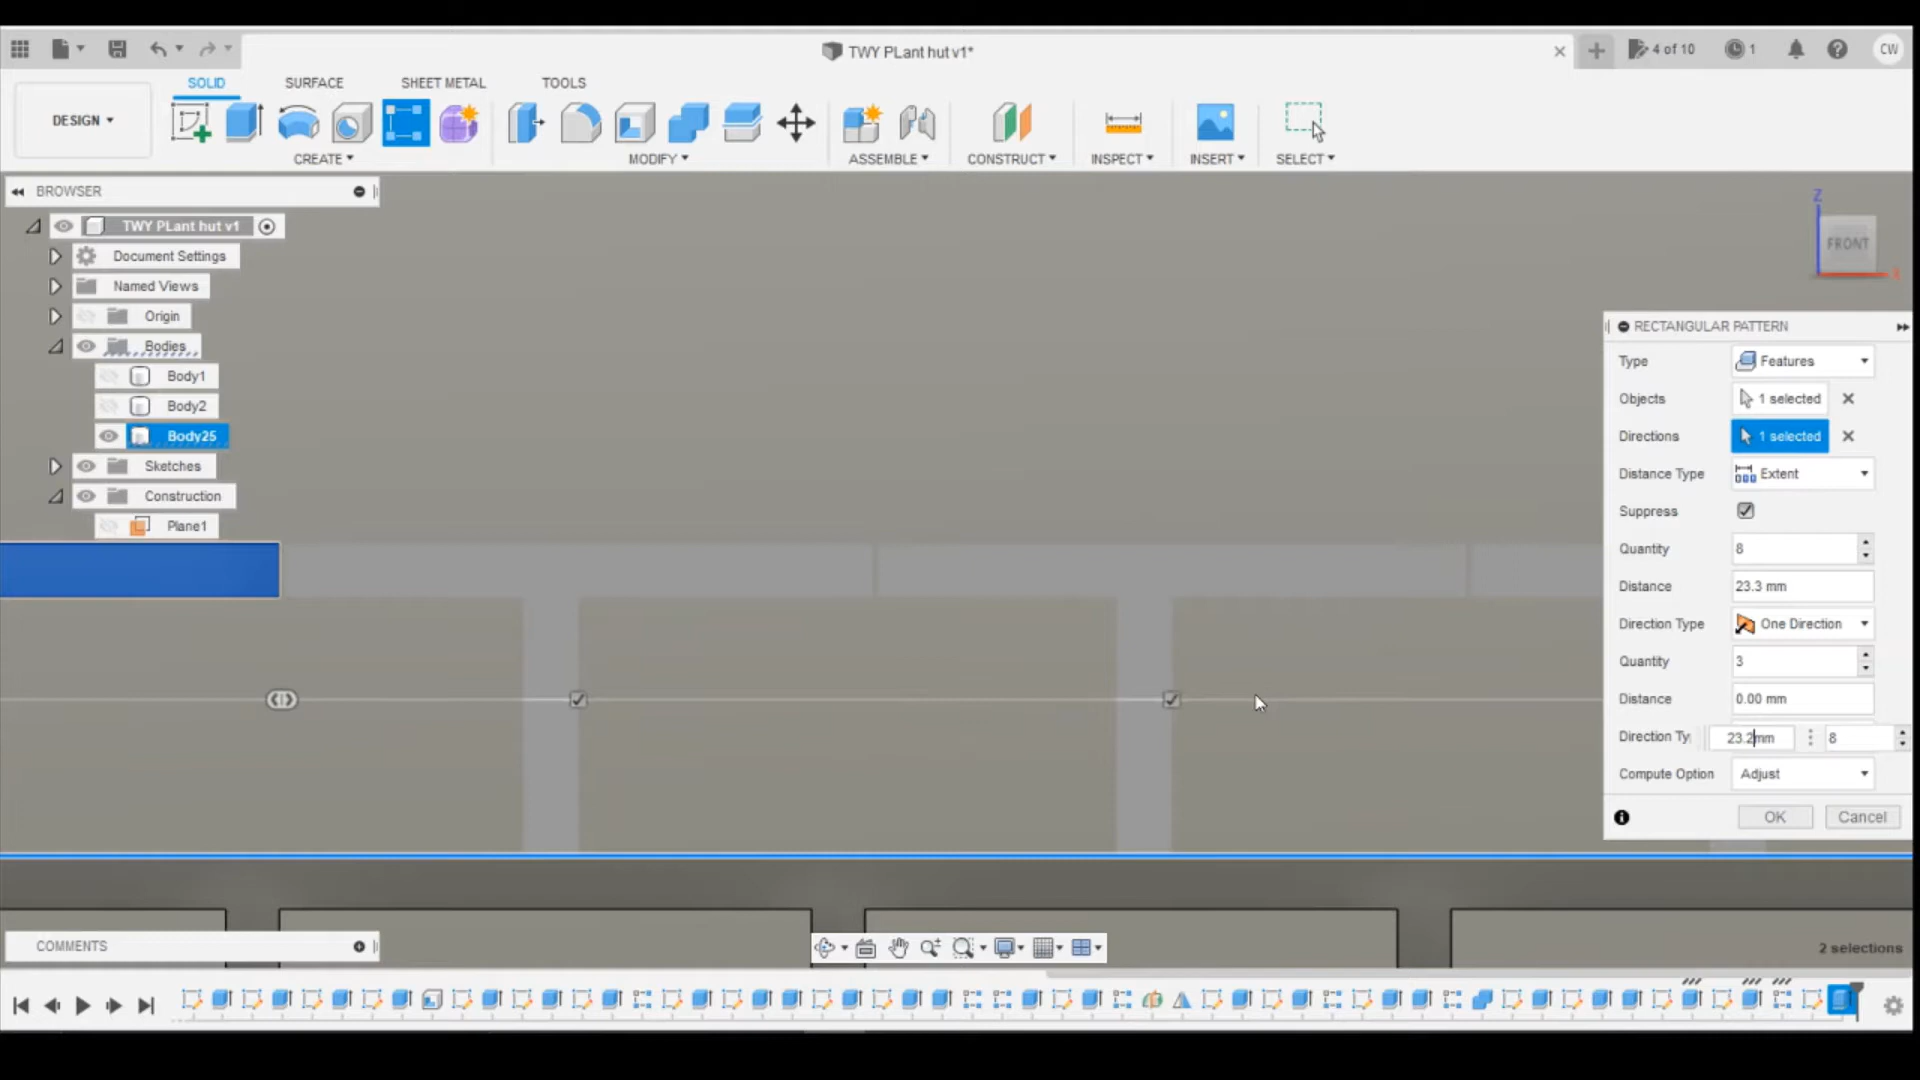 TWY PLant hut v1*
4 of 10
1
CW
SOLID
SURFACE
SHEET METAL
TOOLS
DESIGN
CREATE
MODIFY
ASSEMBLE
CONSTRUCT
INSPECT
INSERT
SELECT
BROWSER
TWY PLant hut v1
Document Settings
Named Views
Origin
Bodies
Body1
Body2
Body25
Sketches
Construction
Plane1
Z
FRONT
X
RECTANGULAR PATTERN
Type Features
Objects 1 selected
Directions 1 selected
Distance Type Extent
Suppress
Quantity 8
Distance 23.3 mm
Direction Type One Direction
Quantity 3
Distance 0.00 mm
Direction Ty 23.2mm 8
Compute Option Adjust
OK Cancel
COMMENTS
2 selections